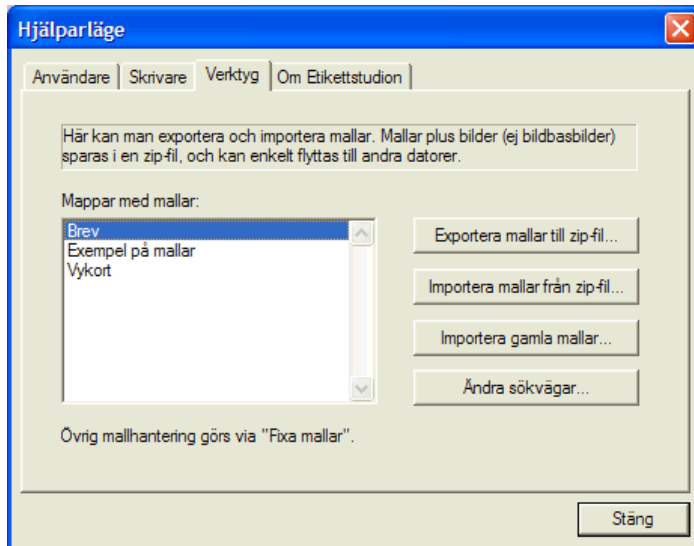 Hjälparläge
Användare
Skrivare
Verktyg
Om Etikettstudion
Här kan man exportera och importera mallar. Mallar plus bilder (ej bildbasbilder)
sparas i en zip-fil, och kan enkelt flyttas till andra datorer.
Mappar med mallar:
Brev
Exempel på mallar
Vykort
Exportera mallar till zip-fil...
Importera mallar från zip-fil...
Importera gamla mallar...
Ändra sökvägar...
Övrig mallhantering görs via "Fixa mallar".
Stäng